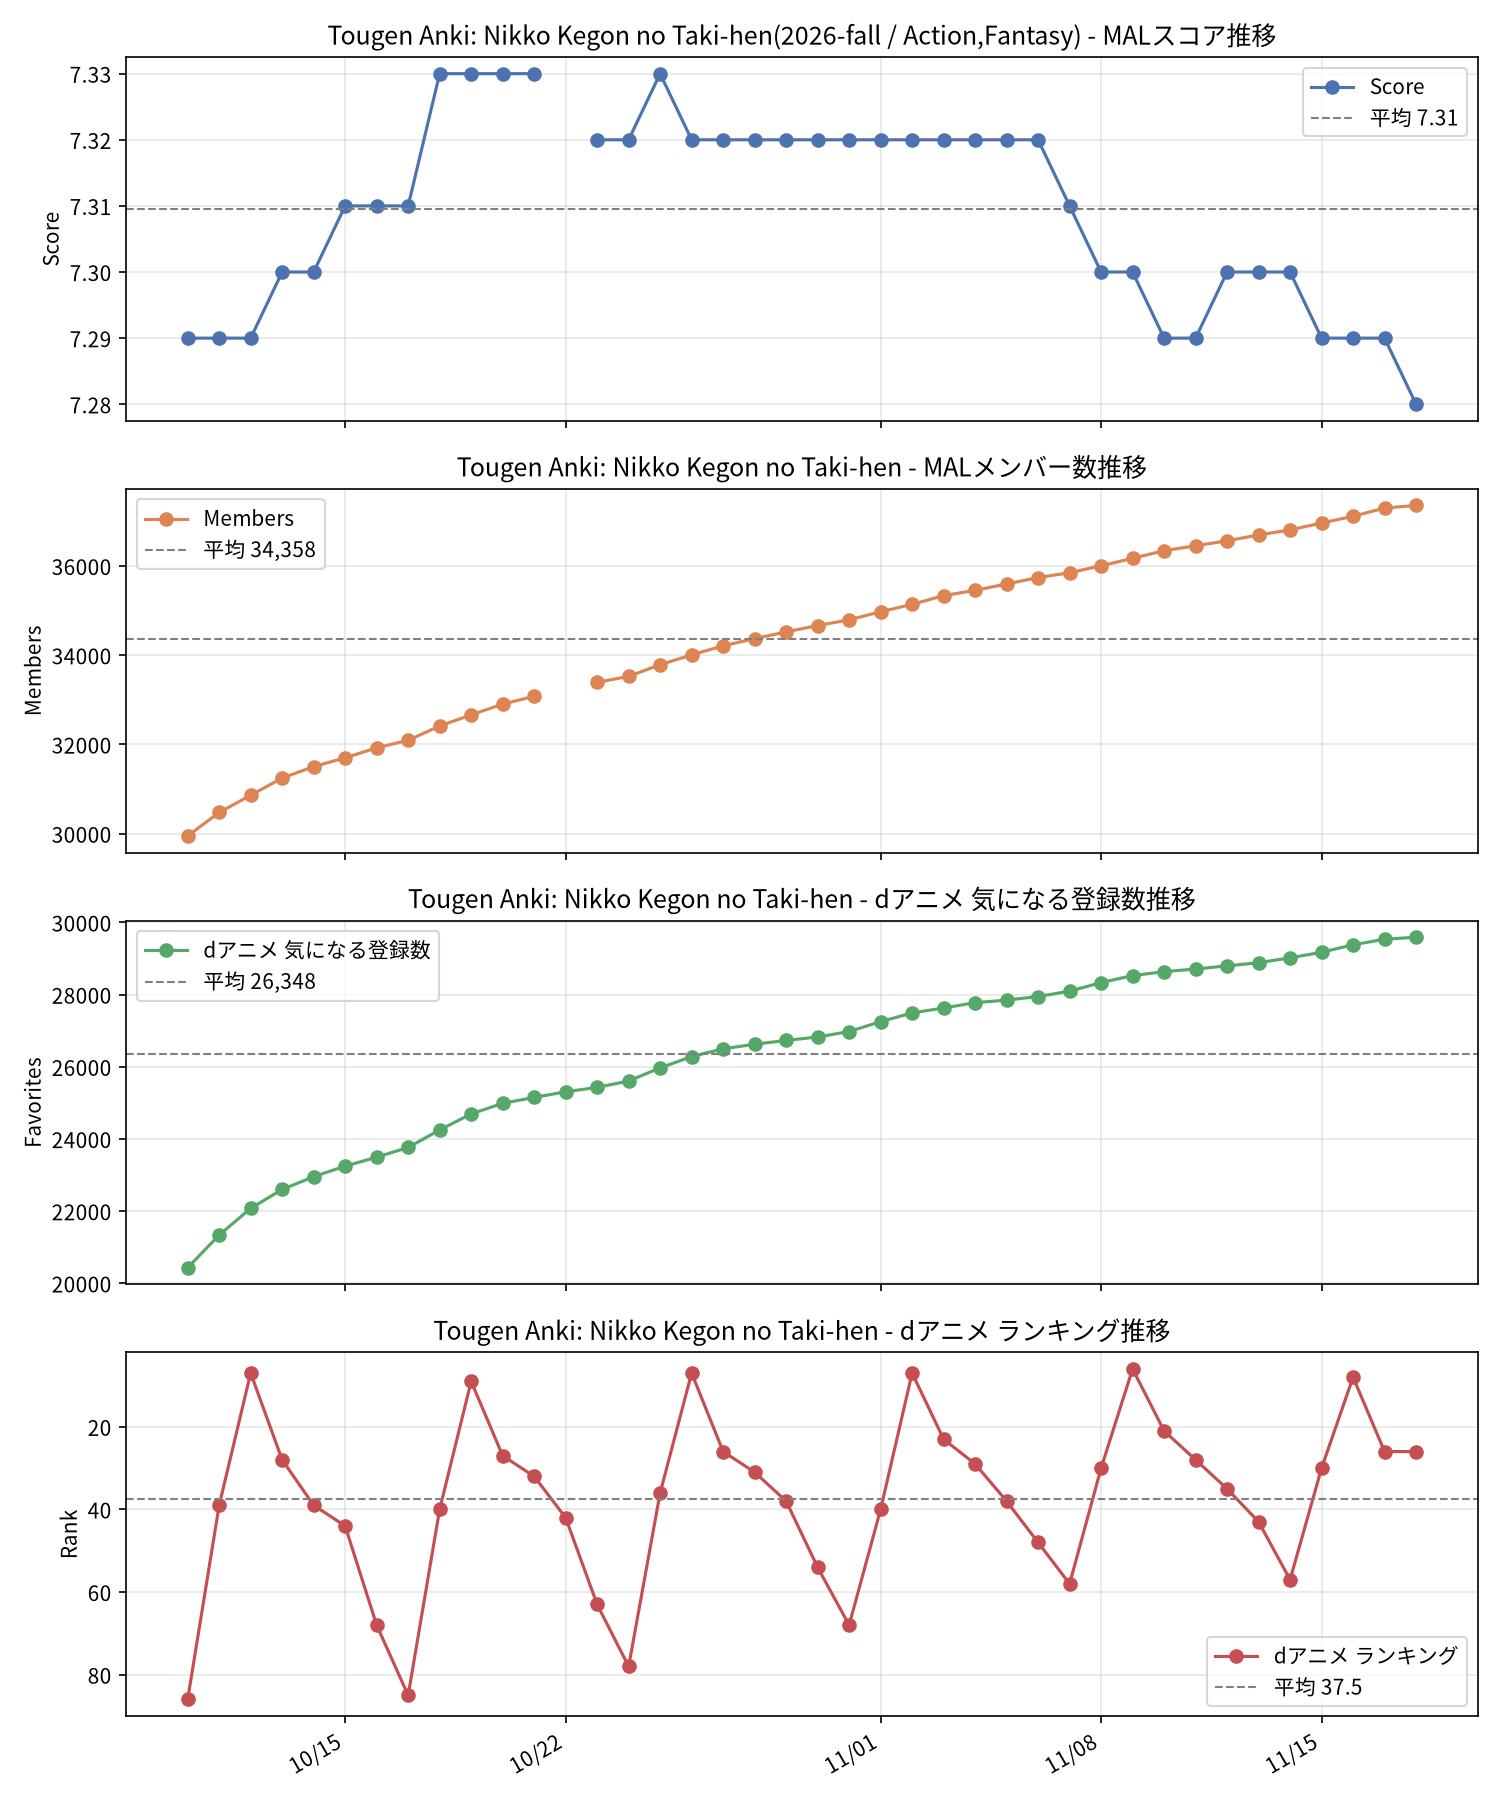 Tougen Anki: Nikko Kegon no Taki-hen(2026-fall / Action,Fantasy) - MALスコア推移
7.33
7.32
7.31
7.30
7.29
7.28
Score
Score
平均 7.31
Tougen Anki: Nikko Kegon no Taki-hen - MALメンバー数推移
36000
34000
32000
30000
Members
Members
平均 34,358
Tougen Anki: Nikko Kegon no Taki-hen - dアニメ 気になる登録数推移
30000
28000
26000
24000
22000
20000
Favorites
dアニメ 気になる登録数
平均 26,348
Tougen Anki: Nikko Kegon no Taki-hen - dアニメ ランキング推移
20
40
60
80
Rank
dアニメ ランキング
平均 37.5
10/15
10/22
11/01
11/08
11/15